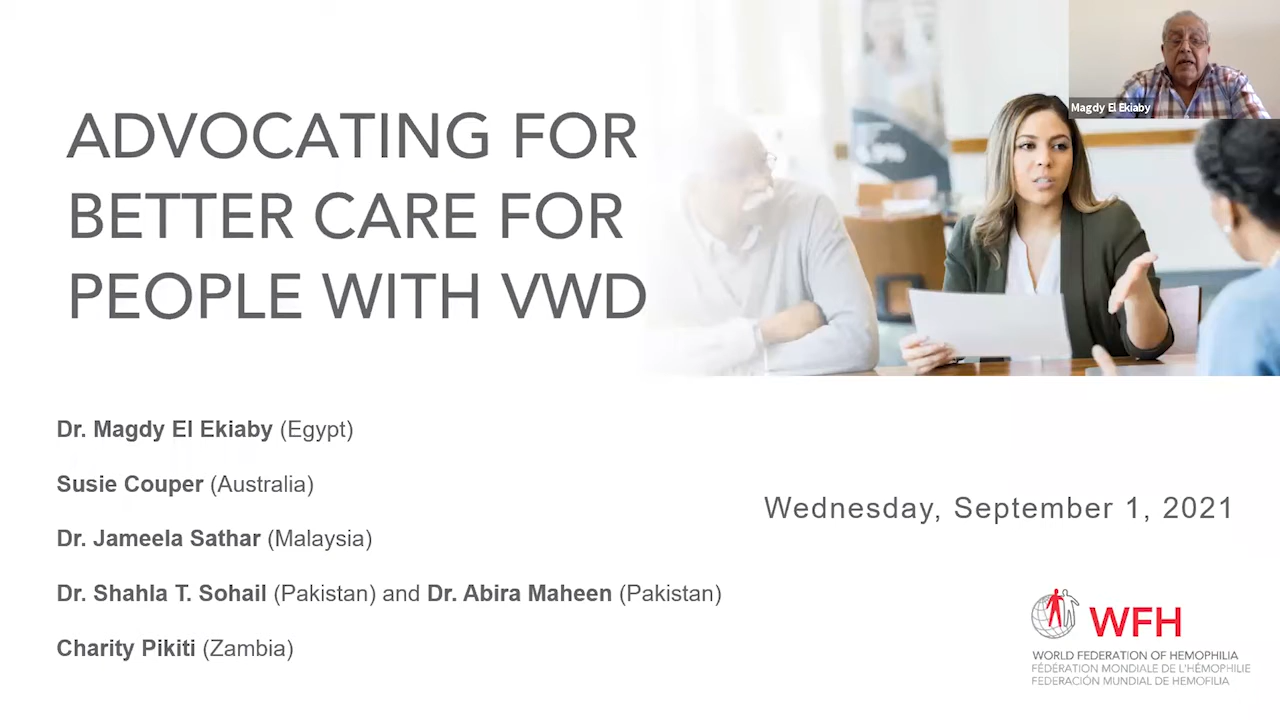 ADVOCATING FOR
BETTER CARE FOR
PEOPLE WITH VWD
Magdy El Ekiaby
Dr. Magdy El Ekiaby (Egypt)
Susie Couper (Australia)
Dr. Jameela Sathar (Malaysia)
Dr. Shahla T. Sohail (Pakistan) and Dr. Abira Maheen (Pakistan)
Charity Pikiti (Zambia)
Wednesday, September 1, 2021
WFH
WORLD FEDERATION OF HEMOPHILIA
FÉDÉRATION MONDIALE DE L'HÉMOPHILIE
FEDERACIÓN MUNDIAL DE HEMOFILIA